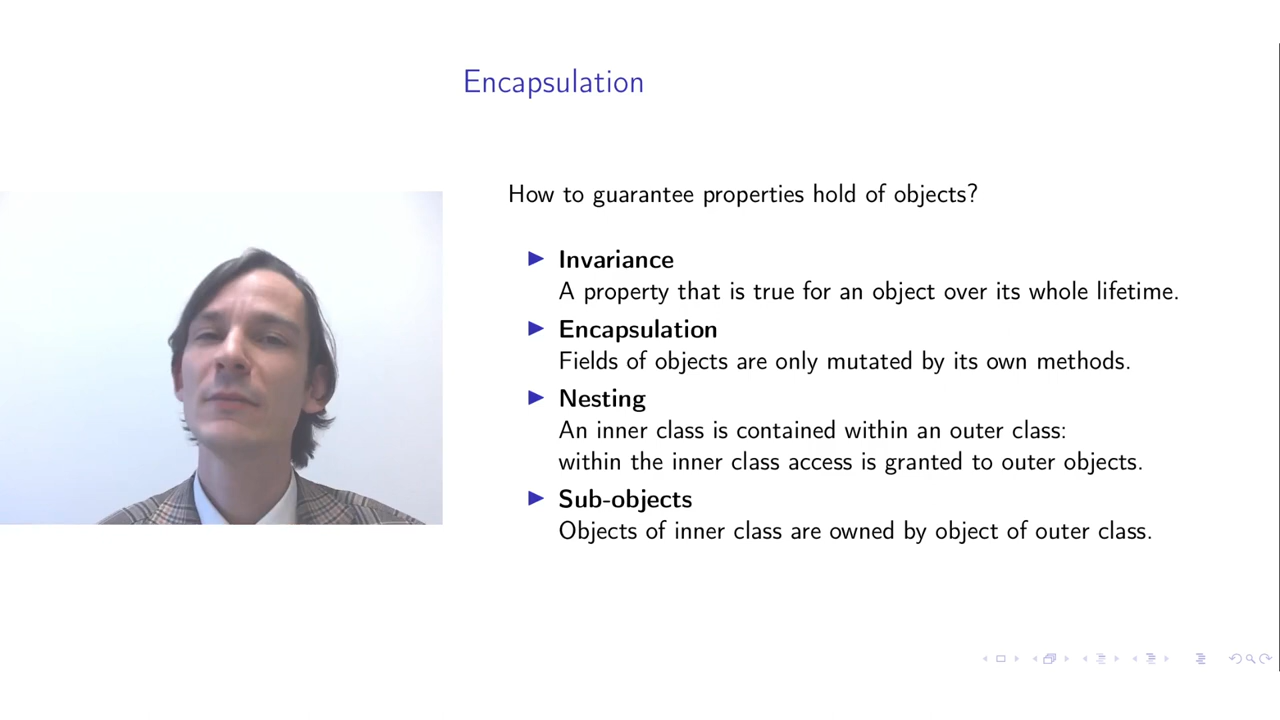 Encapsulation
How to guarantee properties hold of objects?
Invariance
A property that is true for an object over its whole lifetime.
Encapsulation
Fields of objects are only mutated by its own methods.
Nesting
An inner class is contained within an outer class:
within the inner class access is granted to outer objects.
Sub-objects
Objects of inner class are owned by object of outer class.